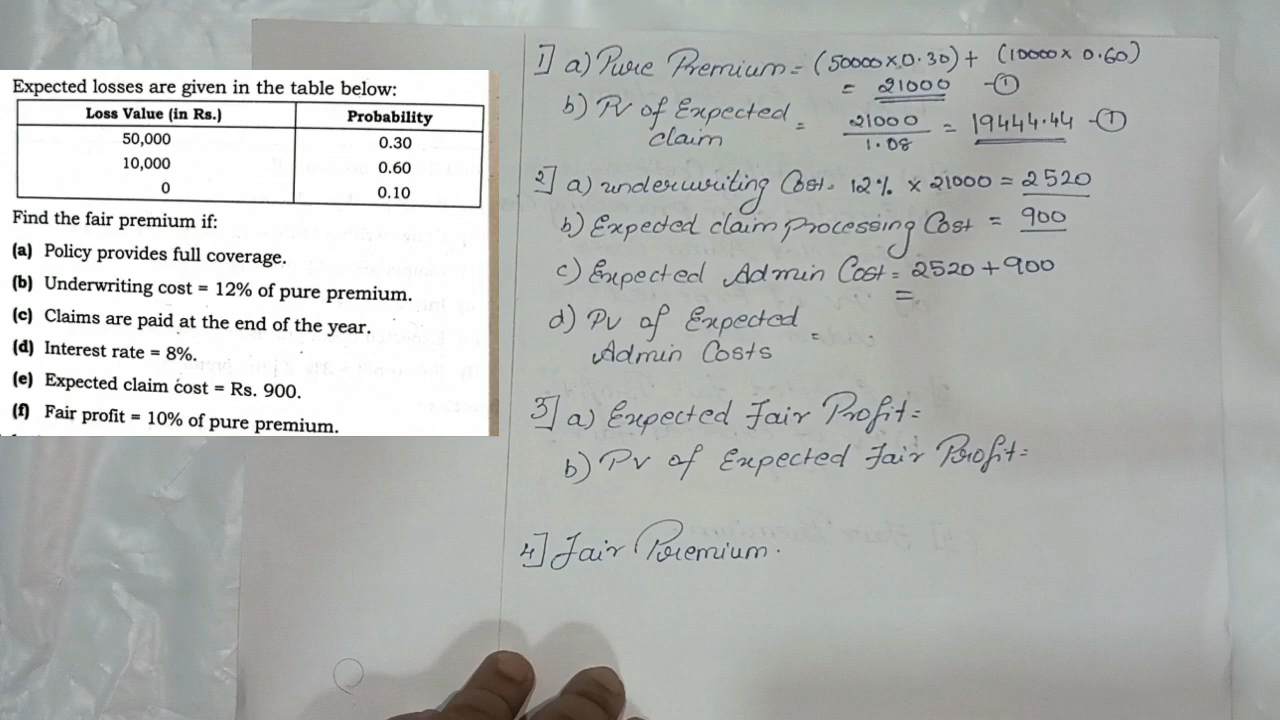 Expected losses are given in the table below:
Loss Value (in Rs.) Probability
50,000 0.30
10,000 0.60
0 0.10
Find the fair premium if:
(a) Policy provides full coverage.
(b) Underwriting cost = 12% of pure premium.
(c) Claims are paid at the end of the year.
(d) Interest rate = 8%.
(e) Expected claim cost = Rs. 900.
(f) Fair profit = 10% of pure premium.
1] a) Pure Premium = (50000 x 0.30) + (10000 x 0.60)
= 21000 - ①
b) PV of Expected claim = 21000 / 1.08 = 19444.44 - ①
2] a) underwriting Cost = 12% x 21000 = 2520
b) Expected claim processing Cost = 900
c) Expected Admin Cost = 2520 + 900
=
d) PV of Expected
Admin Costs =
3] a) Expected Fair Profit =
b) PV of Expected Fair Profit =
4] Fair Premium.